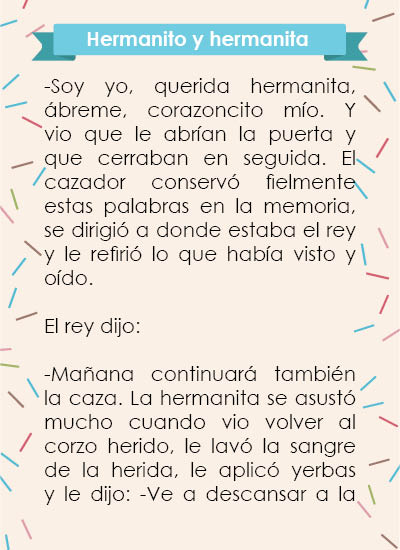 Hermanito y hermanita
-Soy yo, querida hermanita,
ábreme, corazoncito mío. Y
vio que le abrían la puerta y
que cerraban en seguida. El
cazador conservó fielmente
estas palabras en la memoria,
se dirigió a donde estaba el rey
y le refirió lo que había visto y
oído.
El rey dijo:
-Mañana continuará también
la caza. La hermanita se asustó
mucho cuando vio volver al
corzo herido, le lavó la sangre
de la herida, le aplicó yerbas
y le dijo: -Ve a descansar a la